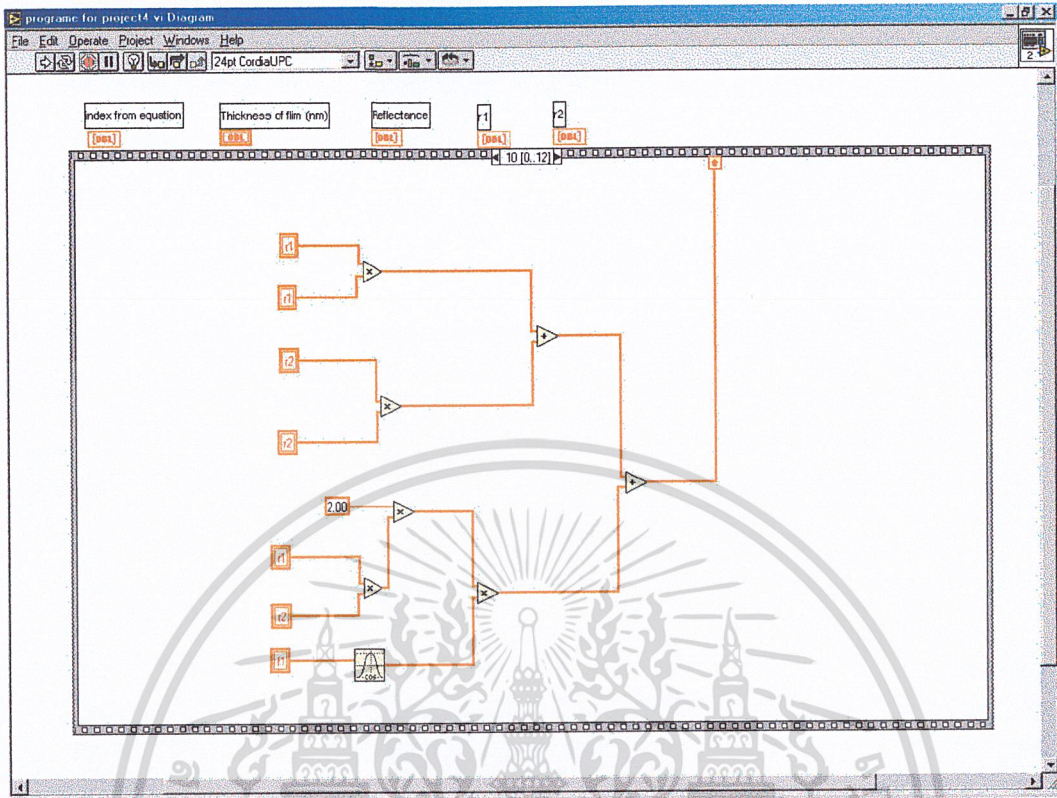 programe for project4.vi Diagram
File Edit Operate Project Windows Help
24pt CordiaUPC
2
index from equation
Thickness of flim (nm)
Reflectance
r1
r2
[DBL]
[DBL]
[DBL]
[DBL]
[DBL]
10 [0..12]
r1
r1
r2
r2
2.00
r1
r2
f1
cos